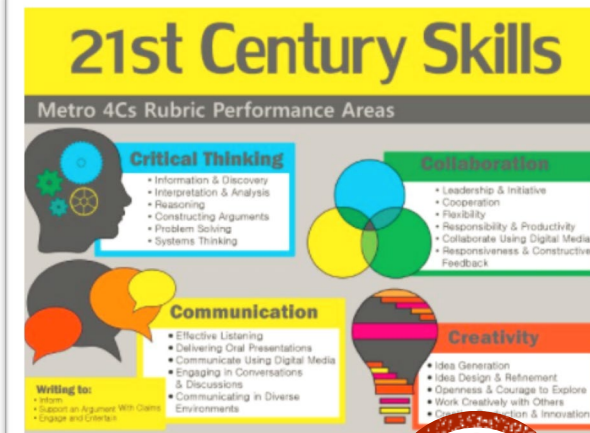 21st Century Skills
Metro 4Cs Rubric Performance Areas
Critical Thinking
• Information & Discovery
• Interpretation & Analysis
• Reasoning
• Constructing Arguments
• Problem Solving
• Systems Thinking
Collaboration
• Leadership & Initiative
• Cooperation
• Flexibility
• Responsibility & Productivity
• Collaborate Using Digital Media
• Responsiveness & Constructive
Feedback
Communication
• Effective Listening
• Delivering Oral Presentations
• Communicate Using Digital Media
• Engaging in Conversations
& Discussions
• Communicating in Diverse
Environments
Writing to:
• Inform
• Support an Argument With Claims
• Engage and Entertain
Creativity
• Idea Generation
• Idea Design & Refinement
• Openness & Courage to Explore
• Work Creatively with Others
• & Innovation